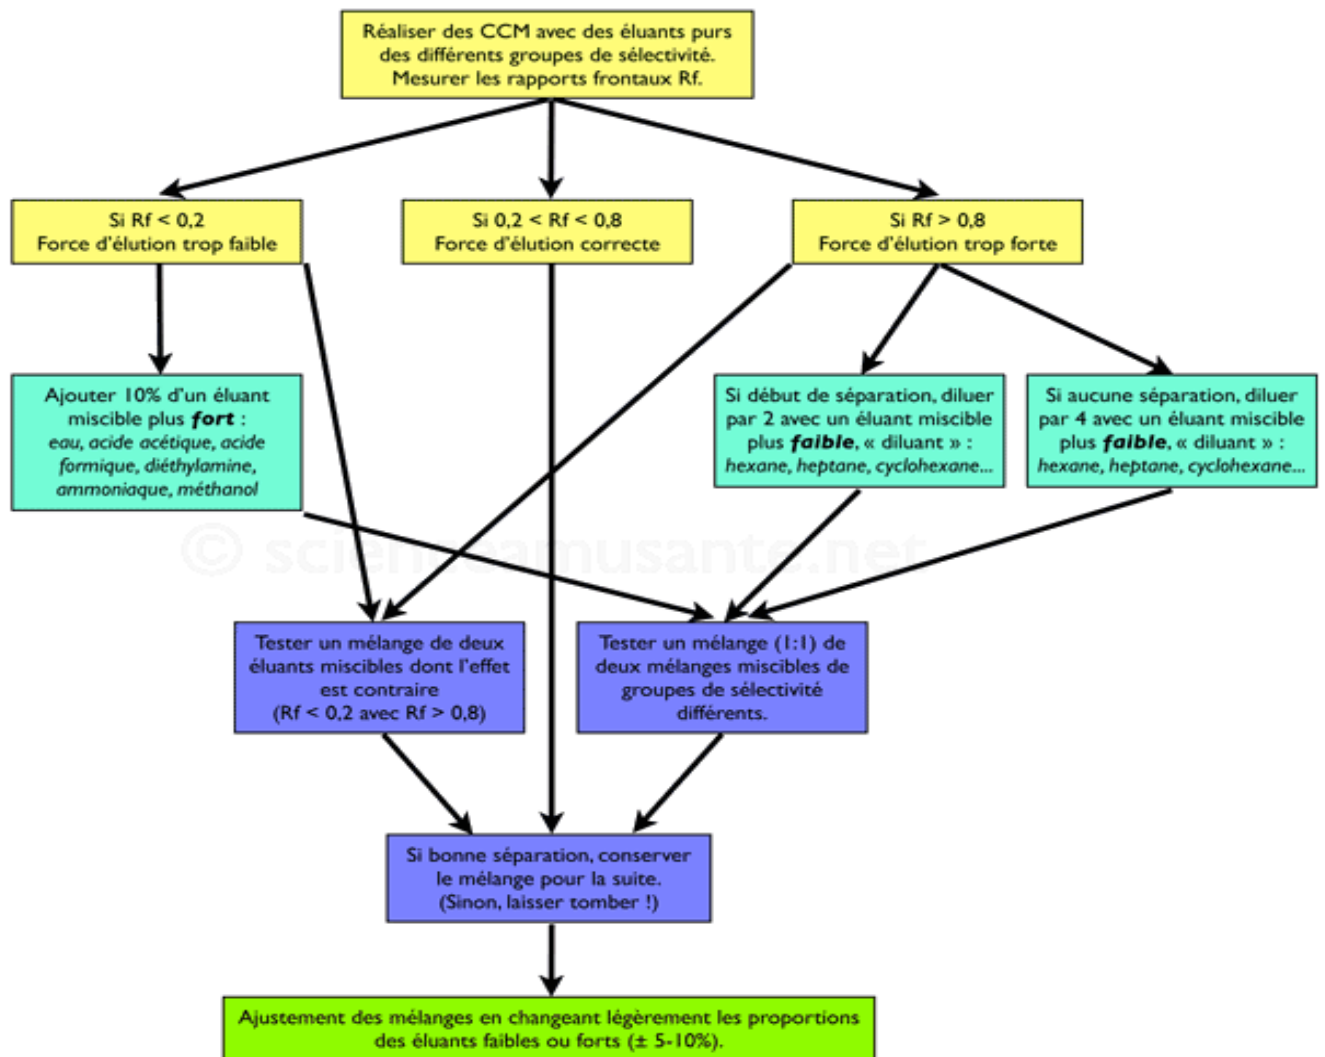 Réaliser des CCM avec des éluants purs
des différents groupes de sélectivité.
Mesurer les rapports frontaux Rf.
Si Rf < 0,2
Force d'élution trop faible
Si 0,2 < Rf < 0,8
Force d'élution correcte
Si Rf > 0,8
Force d'élution trop forte
Ajouter 10% d'un éluant
miscible plus fort :
eau, acide acétique, acide
formique, diéthylamine,
ammoniaque, méthanol
Si début de séparation, diluer
par 2 avec un éluant miscible
plus faible, « diluant » :
hexane, heptane, cyclohexane...
Si aucune séparation, diluer
par 4 avec un éluant miscible
plus faible, « diluant » :
hexane, heptane, cyclohexane...
© scienceamusante.net
Tester un mélange de deux
éluants miscibles dont l'effet
est contraire
(Rf < 0,2 avec Rf > 0,8)
Tester un mélange (1:1) de
deux mélanges miscibles de
groupes de sélectivité
différents.
Si bonne séparation, conserver
le mélange pour la suite.
(Sinon, laisser tomber !)
Ajustement des mélanges en changeant légèrement les proportions
des éluants faibles ou forts (± 5-10%).